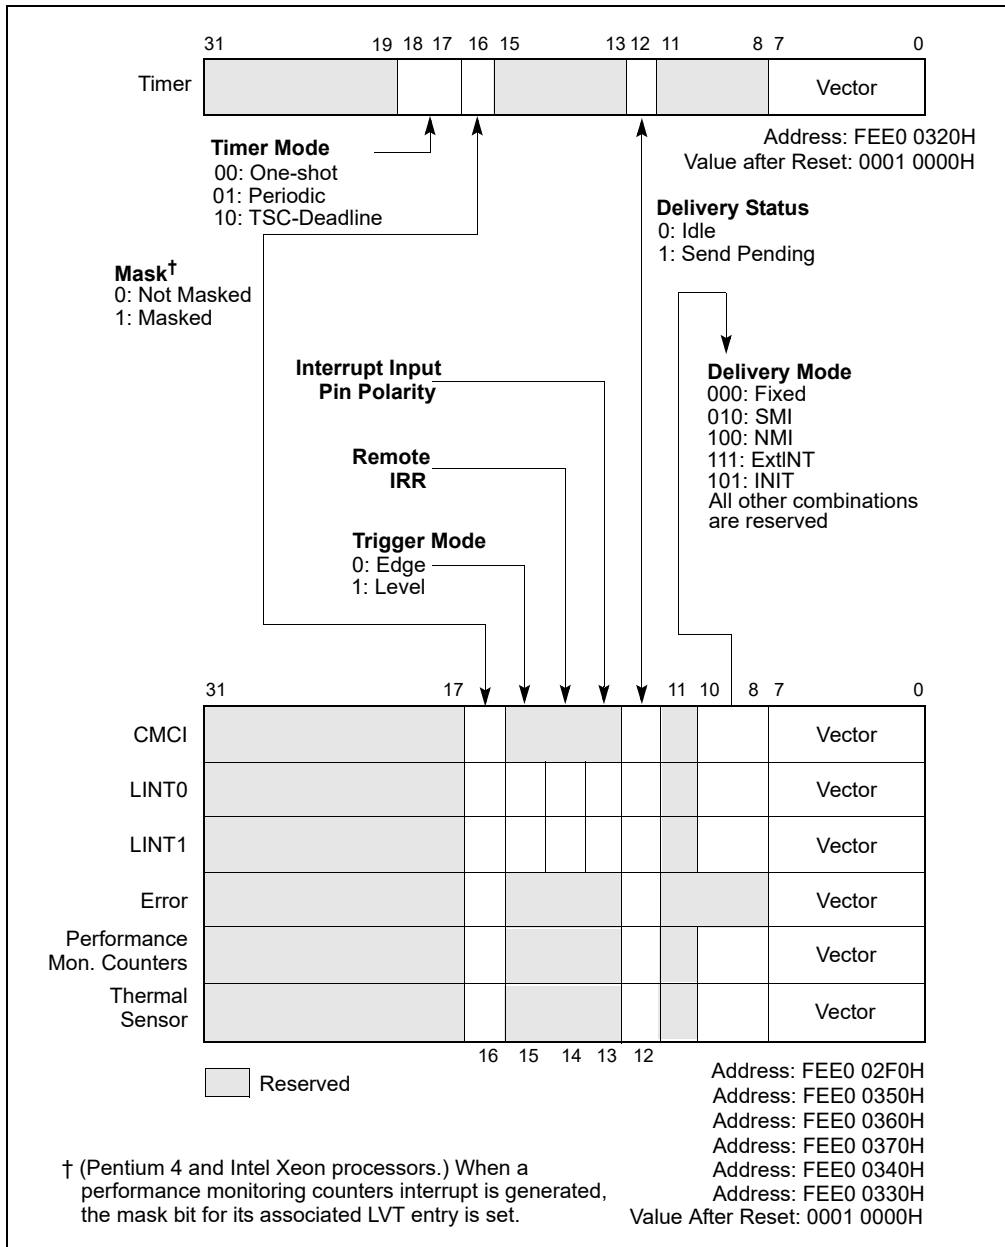 31 19 18 17 16 15 13 12 11 8 7 0
Timer Vector
Address: FEE0 0320H
Value after Reset: 0001 0000H
Timer Mode
00: One-shot
01: Periodic
10: TSC-Deadline
Delivery Status
0: Idle
1: Send Pending
Mask†
0: Not Masked
1: Masked
Interrupt Input
Pin Polarity
Delivery Mode
000: Fixed
010: SMI
100: NMI
111: ExtlNT
101: INIT
All other combinations
are reserved
Remote
IRR
Trigger Mode
0: Edge
1: Level
31 17 11 10 8 7 0
CMCI Vector
LINT0 Vector
LINT1 Vector
Error Vector
Performance
Mon. Counters Vector
Thermal
Sensor Vector
16 15 14 13 12
Reserved
Address: FEE0 02F0H
Address: FEE0 0350H
Address: FEE0 0360H
Address: FEE0 0370H
Address: FEE0 0340H
Address: FEE0 0330H
Value After Reset: 0001 0000H
† (Pentium 4 and Intel Xeon processors.) When a
performance monitoring counters interrupt is generated,
the mask bit for its associated LVT entry is set.